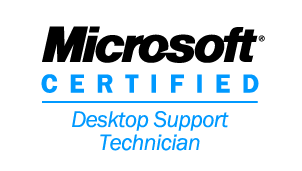 Microsoft®
CERTIFIED
Desktop Support
Technician